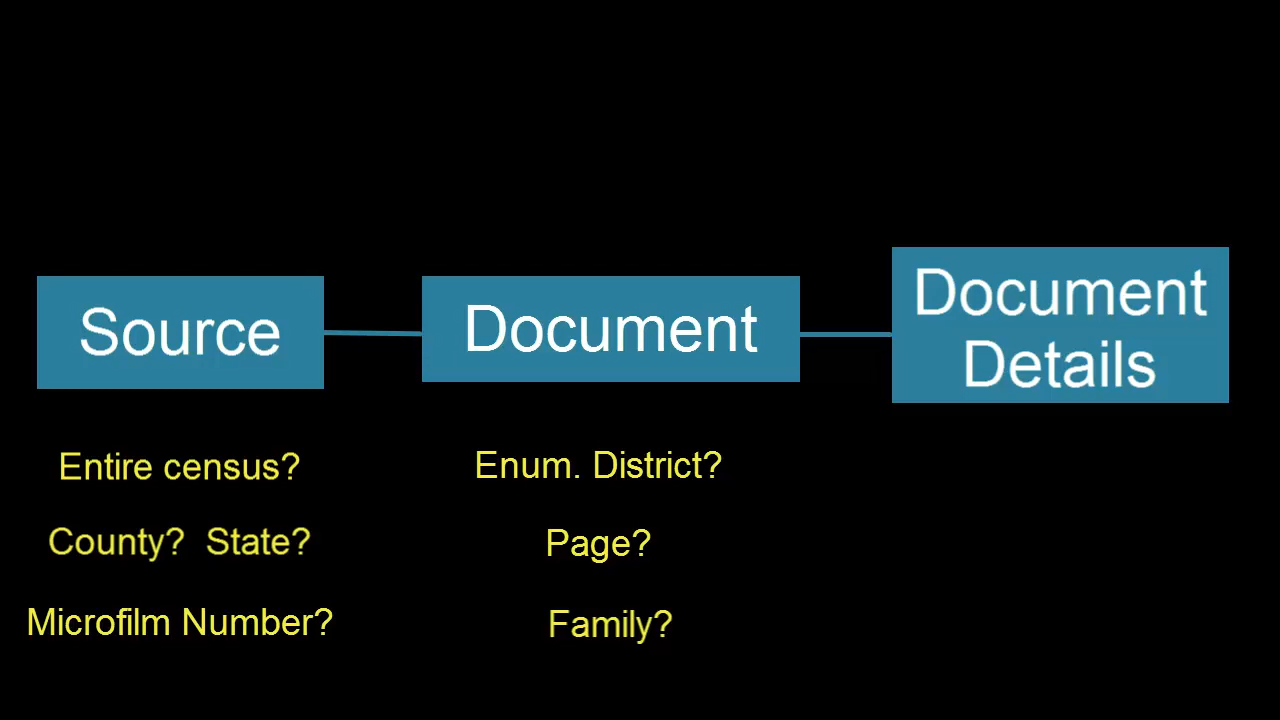 Source
Document
Document
Details
Entire census?
Enum. District?
County?  State?
Page?
Microfilm Number?
Family?